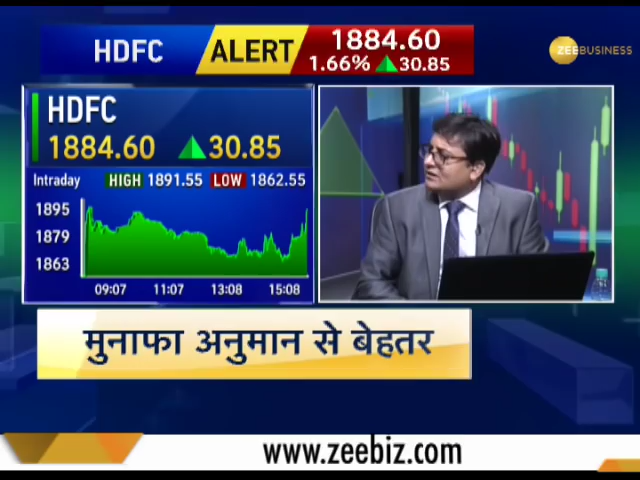 HDFC
ALERT
1884.60
1.66% 30.85
ZEEBUSINESS
HDFC
1884.60 30.85
Intraday HIGH 1891.55 LOW 1862.55
1895
1879
1863
09:07 11:07 13:08 15:08
मुनाफा अनुमान से बेहतर
www.zeebiz.com